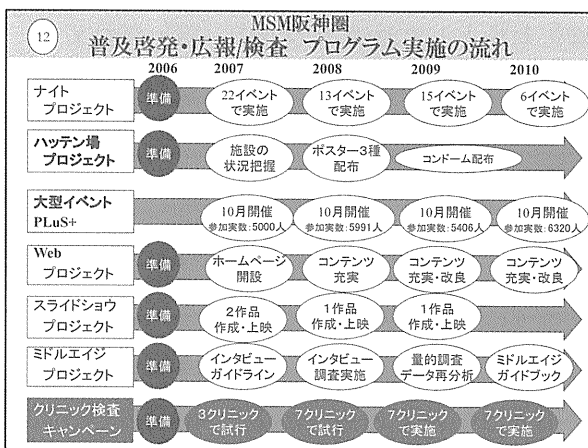 12
MSM阪神圏
普及啓発・広報/検査 プログラム実施の流れ
2006 2007 2008 2009 2010
ナイト
プロジェクト
準備
22イベント
で実施
13イベント
で実施
15イベント
で実施
6イベント
で実施
ハッテン場
プロジェクト
準備
施設の
状況把握
ポスター3種
配布
コンドーム配布
大型イベント
PLuS+
10月開催
参加実数:5000人
10月開催
参加実数:5991人
10月開催
参加実数:5406人
10月開催
参加実数:6320人
Web
プロジェクト
準備
ホームページ
開設
コンテンツ
充実
コンテンツ
充実・改良
コンテンツ
充実・改良
スライドショウ
プロジェクト
準備
2作品
作成・上映
1作品
作成・上映
1作品
作成・上映
ミドルエイジ
プロジェクト
準備
インタビュー
ガイドライン
インタビュー
調査実施
量的調査
データ再分析
ミドルエイジ
ガイドブック
クリニック検査
キャンペーン
準備
3クリニック
で試行
7クリニック
で試行
7クリニック
で実施
7クリニック
で実施